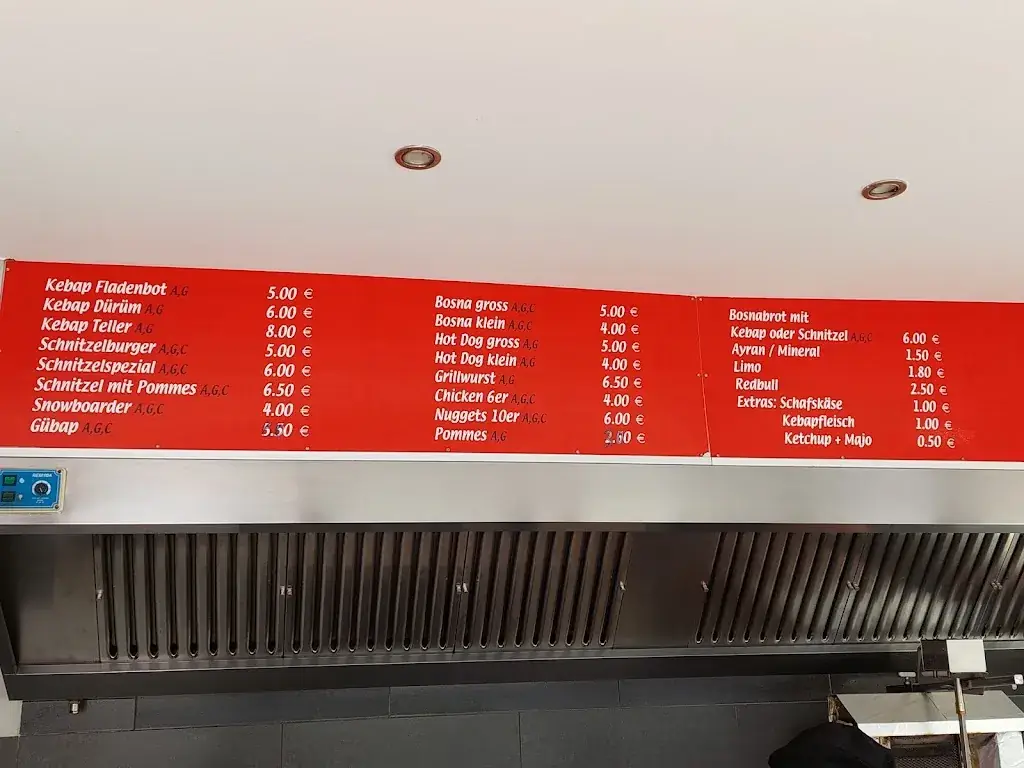 Kebap Fladenbot A,G 5.00 €
Kebap Dürüm A,G 6.00 €
Kebap Teller A,G 8.00 €
Schnitzelburger A,G,C 5.00 €
Schnitzelspezial A,G,C 6.00 €
Schnitzel mit Pommes A,G,C 6.50 €
Snowboarder A,G,C 4.00 €
Gübap A,G,C 5.50 €
Bosna gross A,G,C 5.00 €
Bosna klein A,G,C 4.00 €
Hot Dog gross A,G 5.00 €
Hot Dog klein A,G 4.00 €
Grillwurst A,G 6.50 €
Chicken 6er A,G,C 4.00 €
Nuggets 10er A,G,C 6.00 €
Pommes A,G €
Bosnabrot mit
Kebap oder Schnitzel A,G,C 6.00 €
Ayran / Mineral 1.50 €
Limo 1.80 €
Redbull 2.50 €
Extras: Schafskäse 1.00 €
Kebapfleisch 1.00 €
Ketchup + Majo 0.50 €